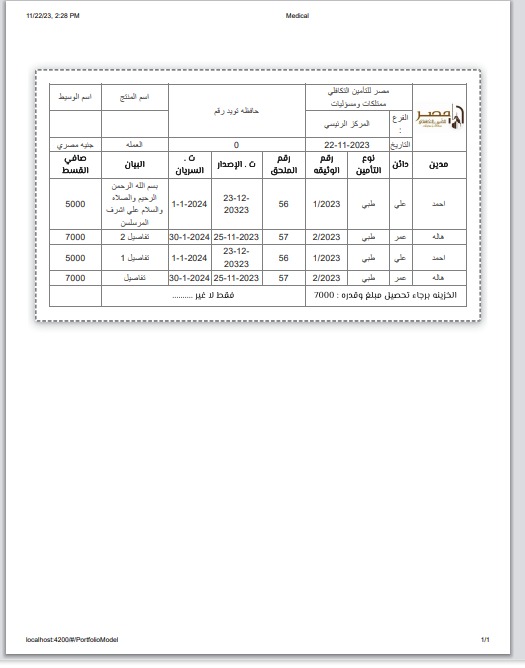 11/22/23, 2:28 PM
Medical
مصر للتأمين التكافلي
ممتلكات ومسؤليات
حافظه توريد رقم
اسم المنتج
اسم الوسيط
الفرع :
المركز الرئيسي
التاريخ
22-11-2023
0
العمله
جنيه مصري
مدين دائن نوع التأمين رقم الوثيقه رقم الملحق ت . الإصدار ت . السريان البيان صافي القسط
احمد علي طبي 1/2023 56 23-12-20323 1-1-2024 بسم الله الرحمن الرحيم والصلاه والسلام علي اشرف المرسلسن 5000
هاله عمر طبي 2/2023 57 25-11-2023 30-1-2024 تفاصيل 2 7000
احمد علي طبي 1/2023 56 23-12-20323 1-1-2024 تفاصيل 1 5000
هاله عمر طبي 2/2023 57 25-11-2023 30-1-2024 تفاصيل 7000
الخزينه برجاء تحصيل مبلغ وقدره : 7000
فقط لا غير ..........
localhost:4200/#/PortfolioModel
1/1